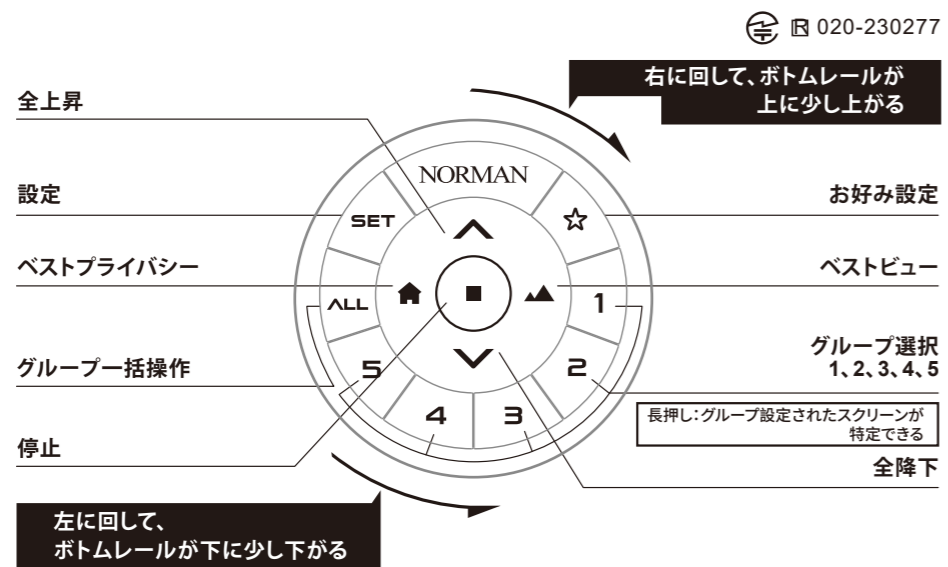 R 020-230277
右に回して、ボトムレールが
上に少し上がる
全上昇
設定
ベストプライバシー
グループ一括操作
停止
NORMAN
SET
☆
ALL
1
2
3
4
5
お好み設定
ベストビュー
グループ選択
1、2、3、4、5
長押し：グループ設定されたスクリーンが
特定できる
全降下
左に回して、
ボトムレールが下に少し下がる